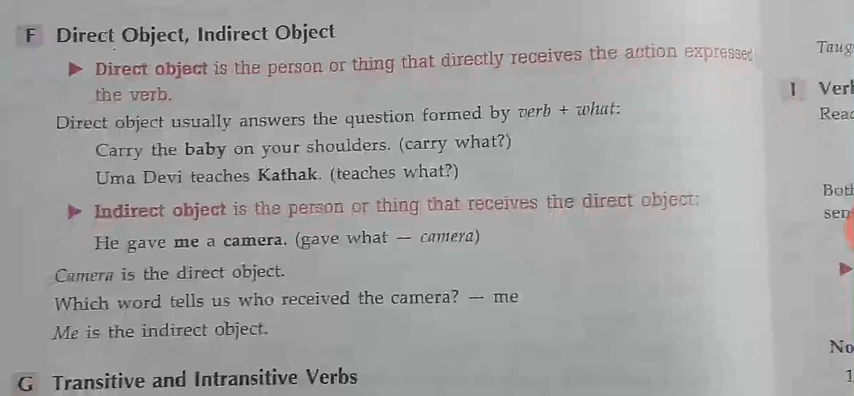 F Direct Object, Indirect Object
▶ Direct object is the person or thing that directly receives the action expressed
the verb.
Direct object usually answers the question formed by verb + what:
Carry the baby on your shoulders. (carry what?)
Uma Devi teaches Kathak. (teaches what?)
▶ Indirect object is the person or thing that receives the direct object:
He gave me a camera. (gave what — camera)
Camera is the direct object.
Which word tells us who received the camera? — me
Me is the indirect object.
G Transitive and Intransitive Verbs
I
No
1